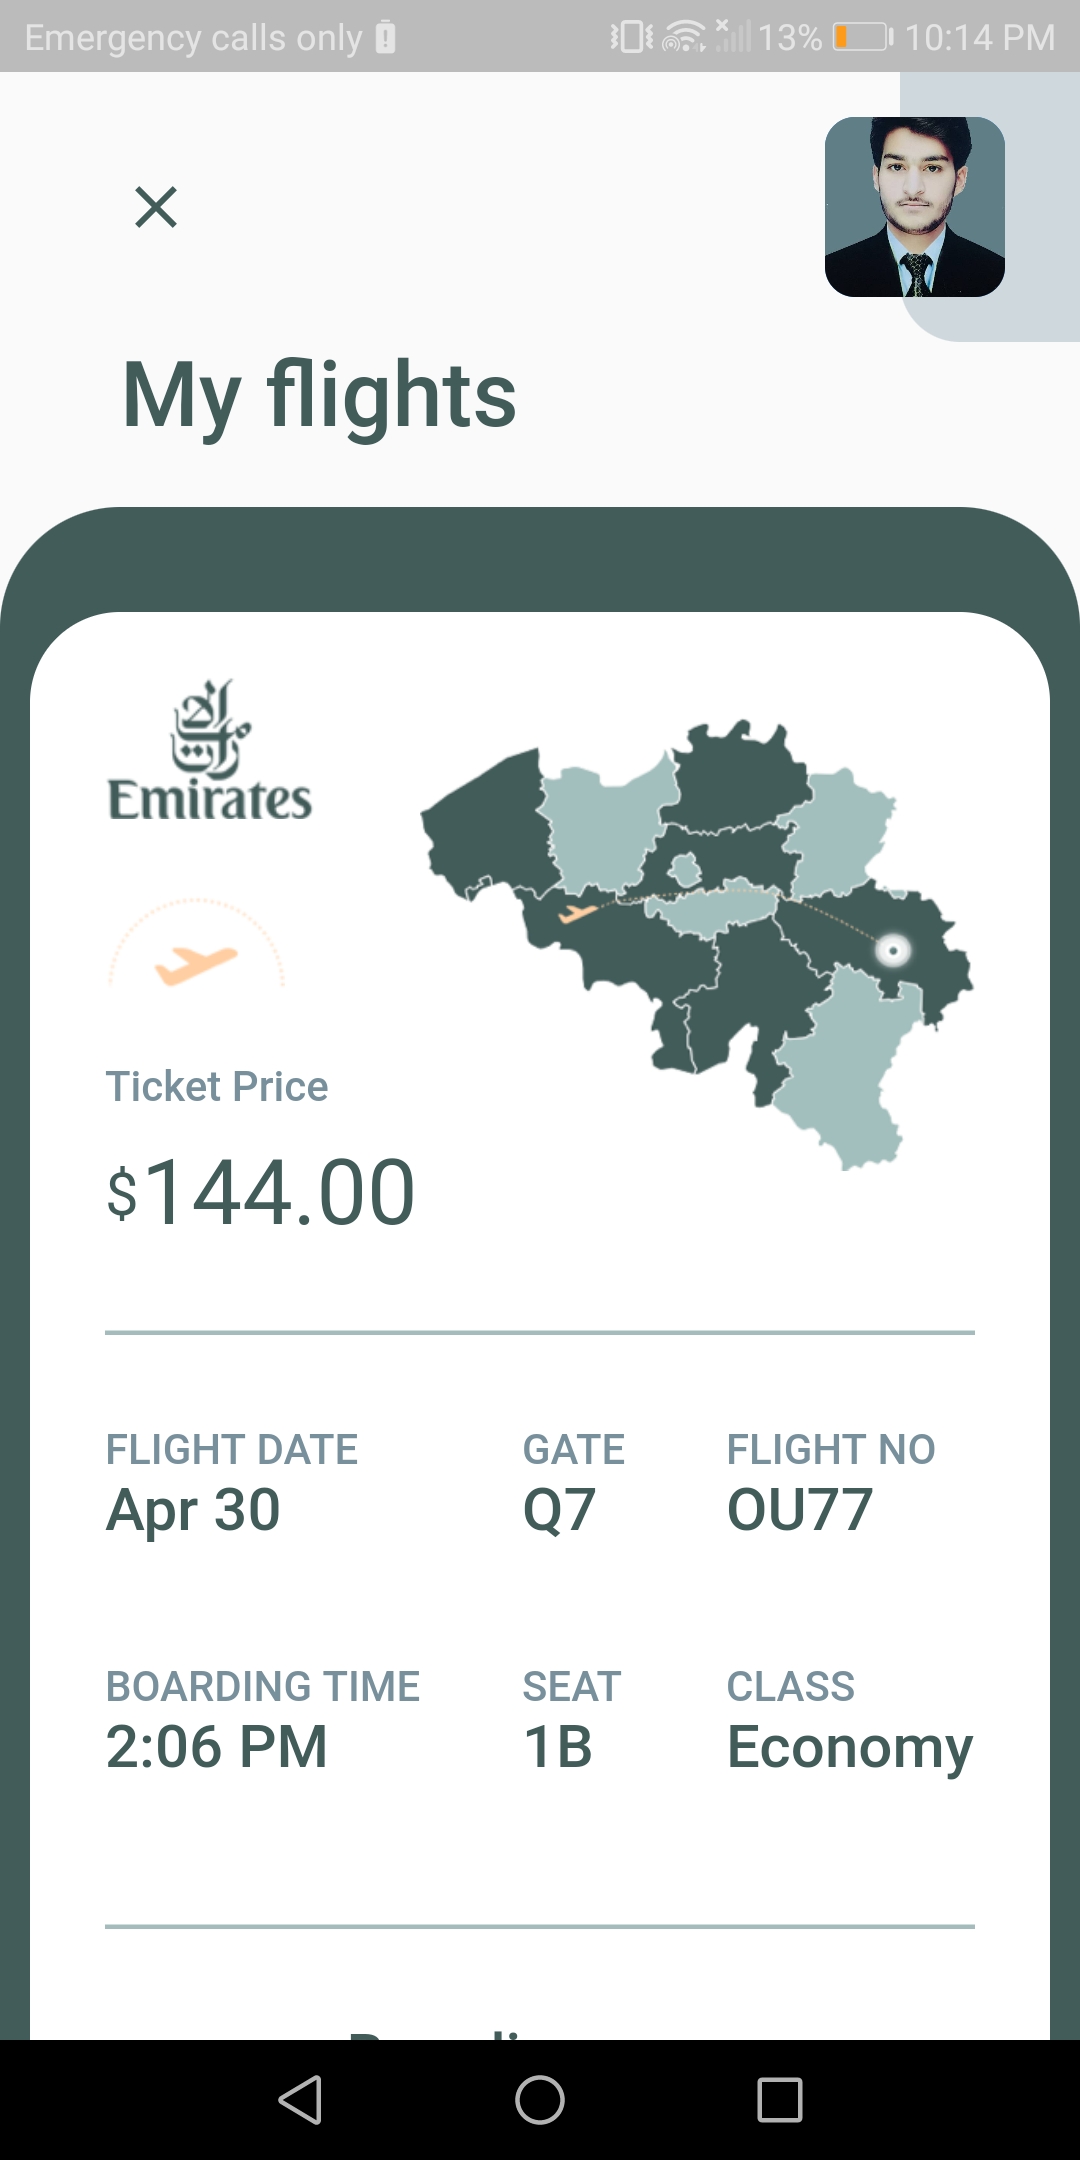 Emergency calls only 13% 10:14 PM
My flights
الإمارات
Emirates
Ticket Price
$144.00
FLIGHT DATE GATE FLIGHT NO
Apr 30 Q7 OU77
BOARDING TIME SEAT CLASS
2:06 PM 1B Economy